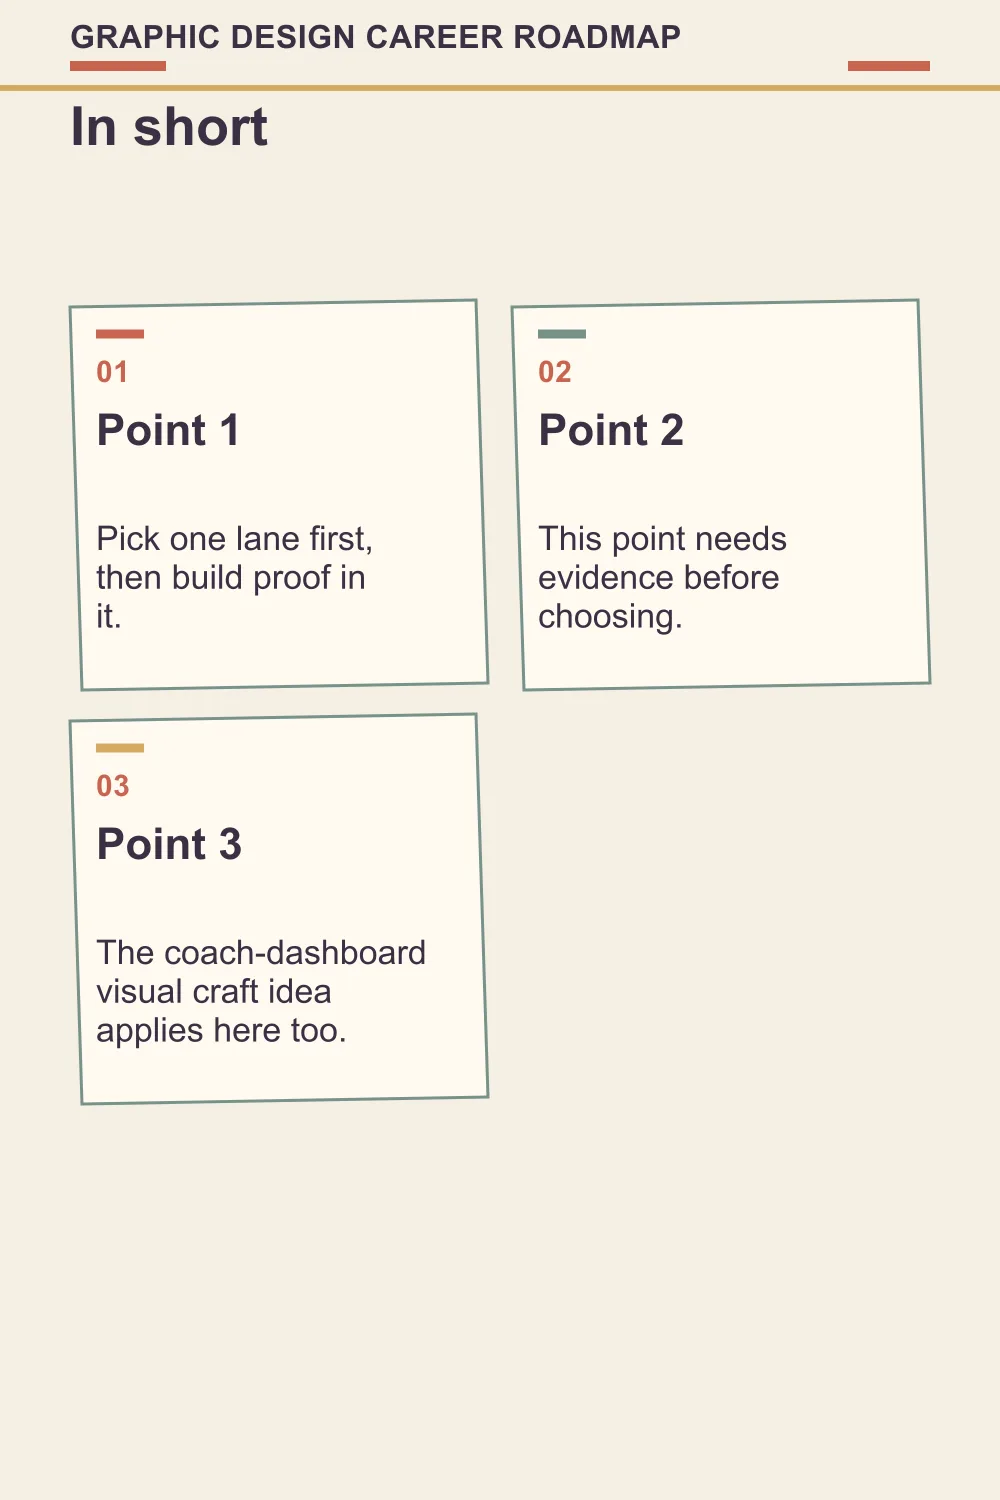 GRAPHIC DESIGN CAREER ROADMAP
In short
01
Point 1
Pick one lane first,
then build proof in
it.
02
Point 2
This point needs
evidence before
choosing.
03
Point 3
The coach-dashboard
visual craft idea
applies here too.